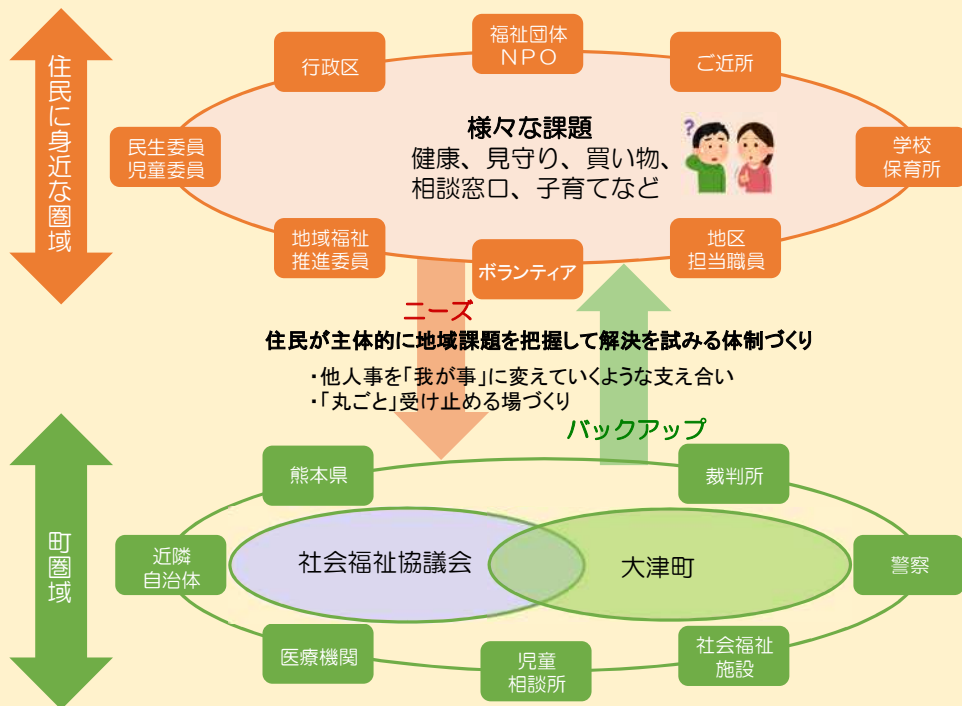 住民に身近な圏域
行政区
福祉団体
NPO
ご近所
民生委員
児童委員
様々な課題
健康、見守り、買い物、
相談窓口、子育てなど
?
学校
保育所
地域福祉
推進委員
ボランティア
地区
担当職員
ニーズ
住民が主体的に地域課題を把握して解決を試みる体制づくり
・他人事を「我が事」に変えていくような支え合い
・「丸ごと」受け止める場づくり
バックアップ
町圏域
熊本県
裁判所
近隣
自治体
社会福祉協議会
大津町
警察
医療機関
児童
相談所
社会福祉
施設